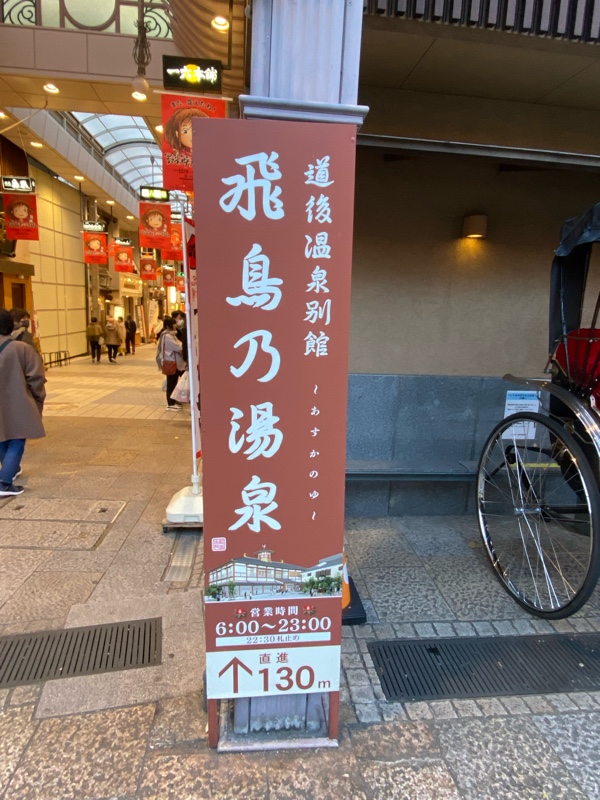 道後温泉別館
飛鳥乃湯泉
～あすかのゆ～
営業時間
6:00～23:00
22:30札止め
直進
↑130m